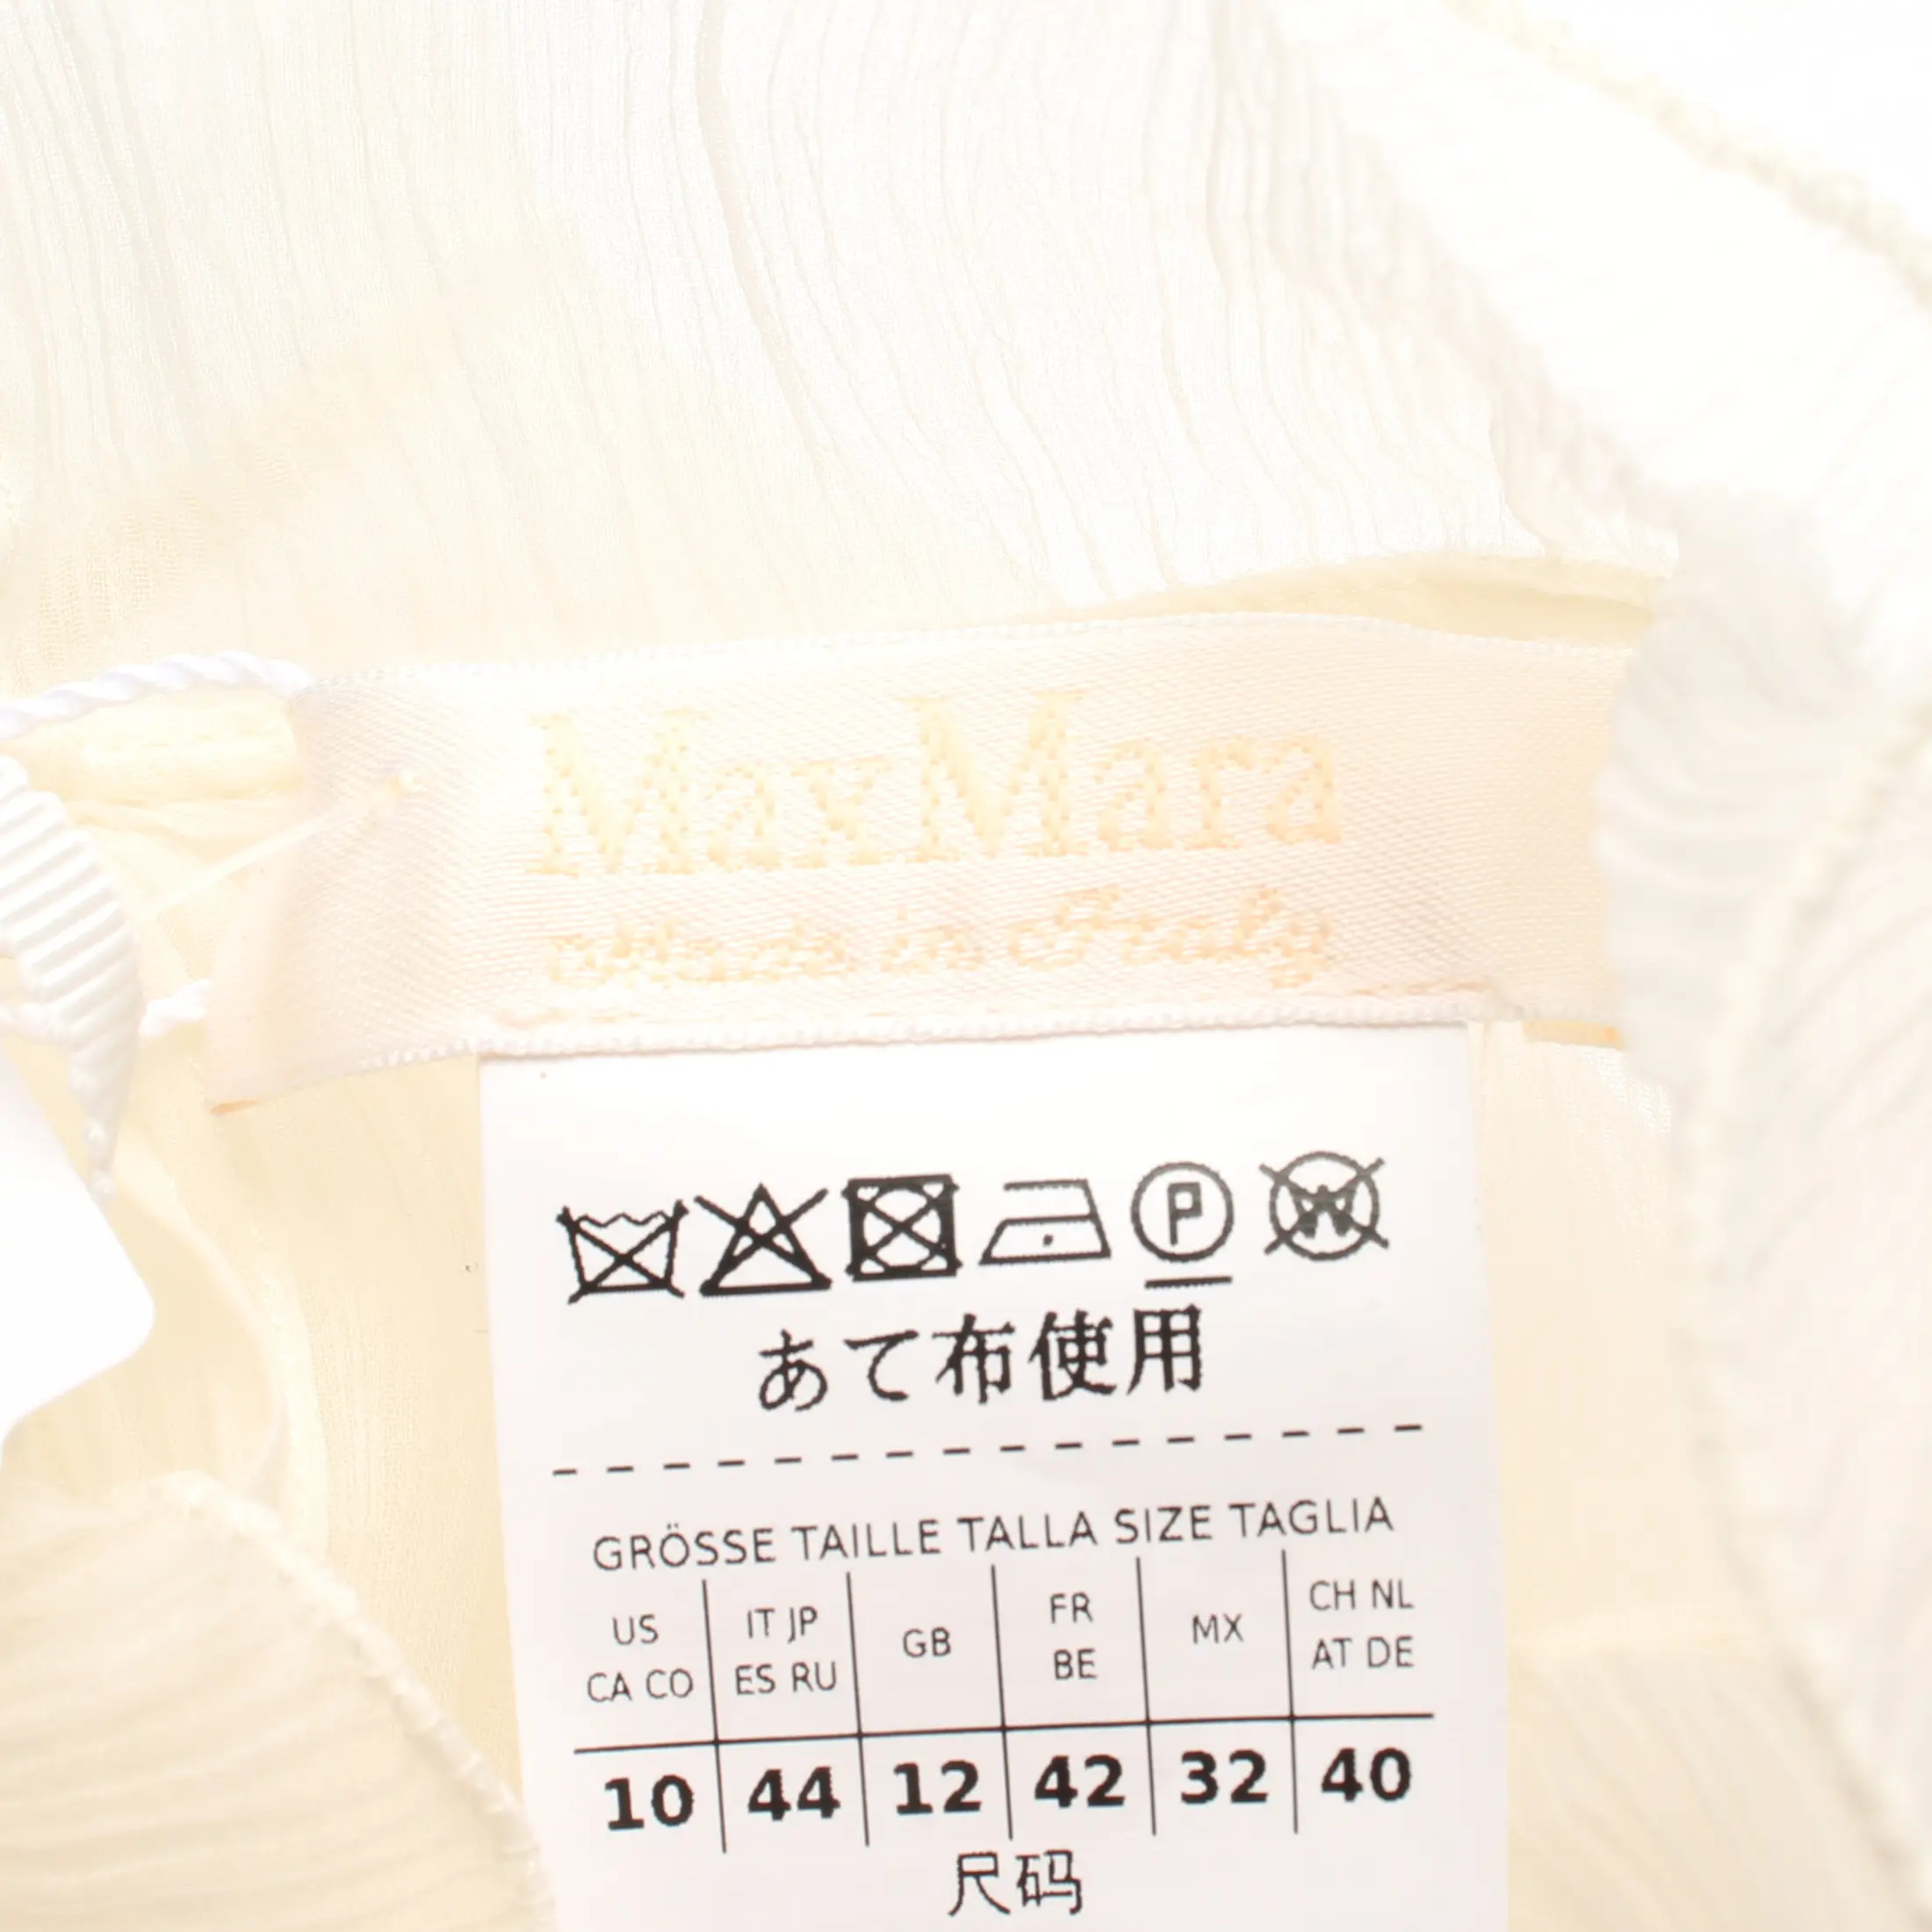 MaxMara
Made in Italy
P
W
あて布使用
GRÖSSE TAILLE TALLA SIZE TAGLIA
US CA CO | IT JP ES RU | GB | FR BE | MX | CH NL AT DE
10 | 44 | 12 | 42 | 32 | 40
尺码